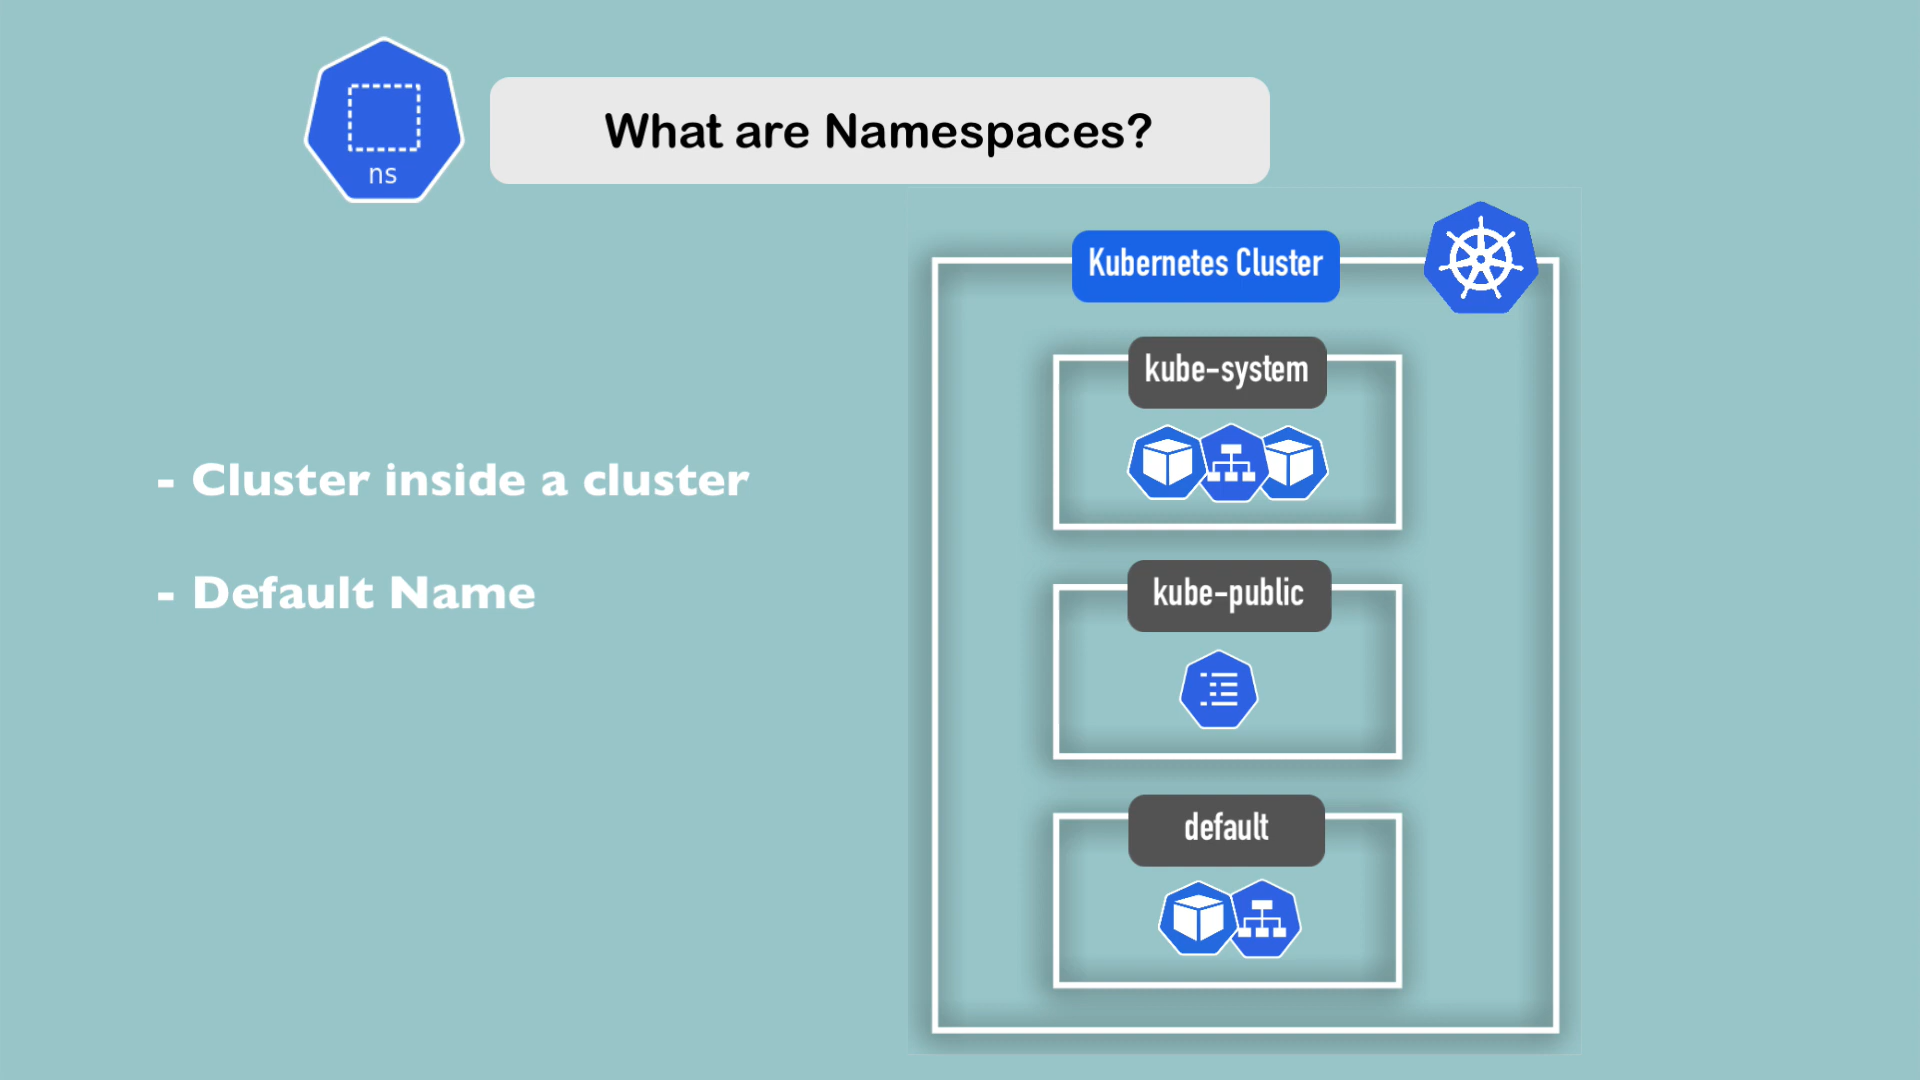 ns
What are Namespaces?
Kubernetes Cluster
kube-system
- Cluster inside a cluster
- Default Name
kube-public
default